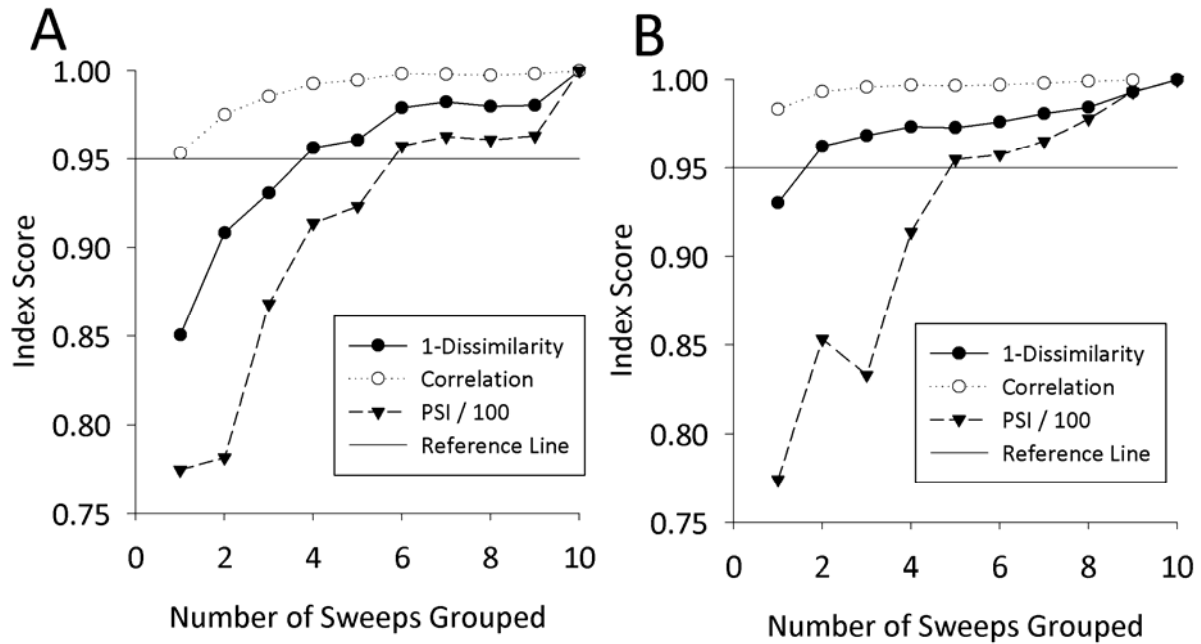 A
1.00
0.95
0.90
0.85
0.80
0.75
Index Score
1-Dissimilarity
Correlation
PSI / 100
Reference Line
0 2 4 6 8 10
Number of Sweeps Grouped
B
1.00
0.95
0.90
0.85
0.80
0.75
Index Score
1-Dissimilarity
Correlation
PSI / 100
Reference Line
0 2 4 6 8 10
Number of Sweeps Grouped